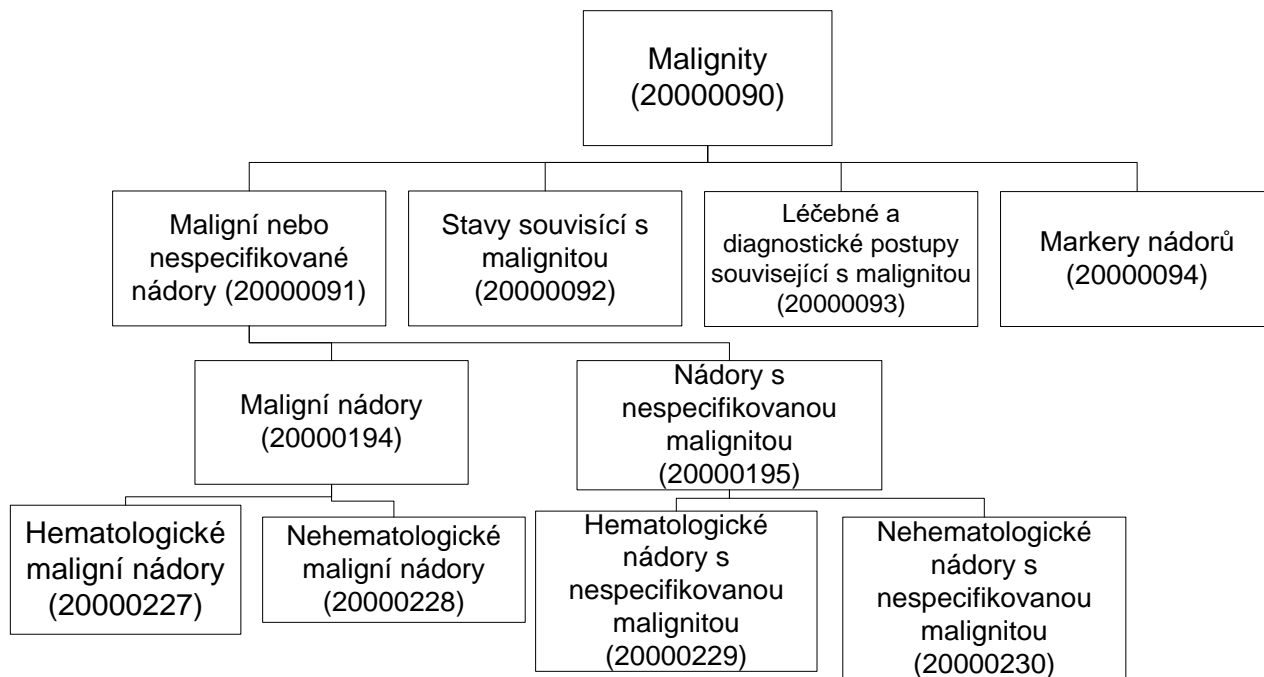 Malignity
(20000090)
Maligní nebo
nespecifikované
nádory (20000091)
Stavy souvisící s
malignitou
(20000092)
Léčebné a
diagnostické postupy
související s malignitou
(20000093)
Markery nádorů
(20000094)
Maligní nádory
(20000194)
Nádory s
nespecifikovanou
malignitou
(20000195)
Hematologické
maligní nádory
(20000227)
Nehematologické
maligní nádory
(20000228)
Hematologické
nádory s
nespecifikovanou
malignitou
(20000229)
Nehematologické
nádory s
nespecifikovanou
malignitou
(20000230)